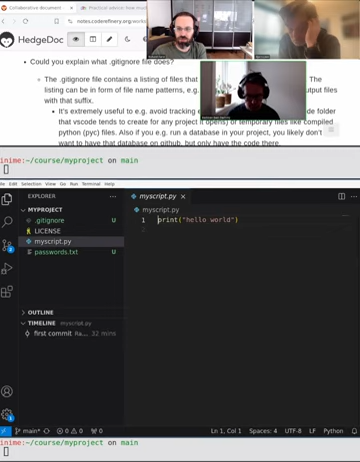 Collaborative document
Practical advice: how much
notes.coderefinery.org/works
HedgeDoc
Could you explain what .gitignore file does?
The .gitignore file contains a listing of files that The
listing can be in form of file name patterns, e.g. output files
with that suffix.
It's extremely useful to e.g. avoid tracking de folder
that vscode tends to create for any project it opens) or temporary files like compiled
python (pyc) files. Also if you e.g. run a database in your project, you likely don't
want to have that database on github, but only have the code there.
inime:~/course/myproject on main
File Edit Selection View Go Run Terminal Help
EXPLORER
myscript.py
MYPROJECT
myscript.py
.gitignore U
1 print("hello world")
LICENSE
2
myscript.py
passwords.txt U
OUTLINE
TIMELINE myscript.py
first commit Ra... 32 mins
main* 0 0 0 Ln 1, Col 1 Spaces: 4 UTF-8 LF Python
inime:~/course/myproject on main